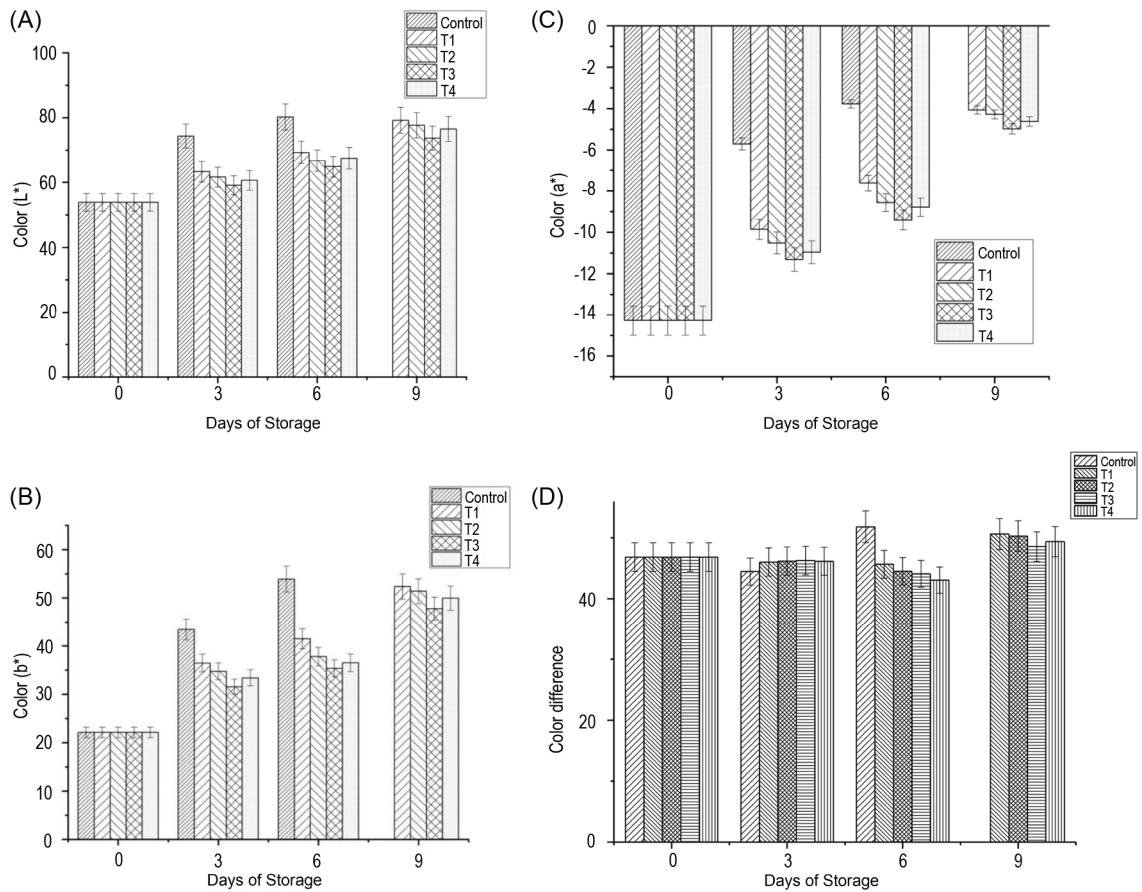 (A)
Control
T1
T2
T3
T4
100
80
60
40
20
0
Color (L*)
0 3 6 9
Days of Storage
(C)
0
-2
-4
-6
-8
-10
-12
-14
-16
Color (a*)
Control
T1
T2
T3
T4
0 3 6 9
Days of Storage
(B)
Control
T1
T2
T3
T4
60
50
40
30
20
10
0
Color (b*)
0 3 6 9
Days of Storage
(D)
Control
T1
T2
T3
T4
40
20
0
Color difference
0 3 6 9
Days of Storage